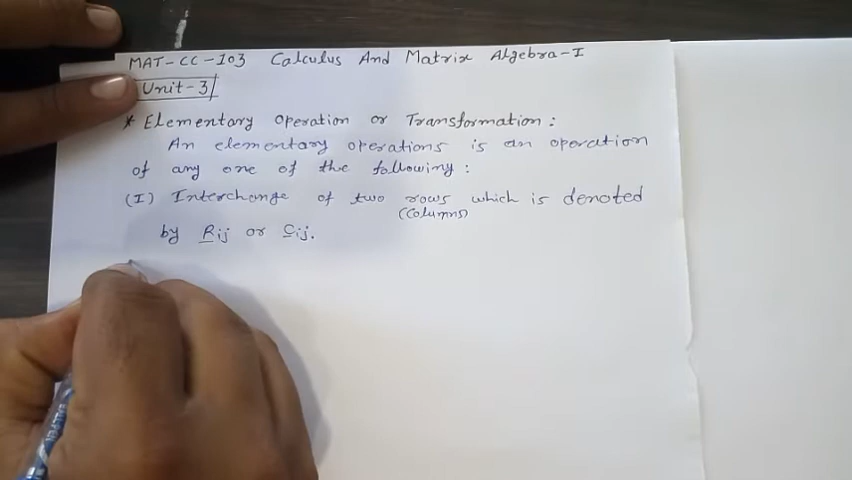 MAT-CC-103 Calculus And Matrix Algebra-I
Unit-3
* Elementary Operation or Transformation:
An elementary operations is an operation
of any one of the following:
(I) Interchange of two rows which is denoted
(Columns)
by Rij or Cij.